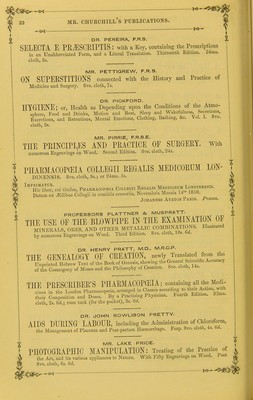 22 MR. CHURCHILL'S PUBLICATIONS.
DR. PEREIRA, F.R.S.
SELECTA E PRÆSCRIPTIS: with a Key, containing the Prescriptions
in an Unabbreviated Form, and a Literal Translation. Thirteenth Edition. 24mo.
cloth, 5s.
MR. PETTIGREW, F.R.S.
ON SUPERSTITIONS connected with the History and Practice of
Medicine and Surgery. 8vo. cloth, 7s.
DR. PICKFORD.
HYGIENE; or, Health as Depending upon the Conditions of the Atmo-
sphere, Food and Drinks, Motion and Rest, Sleep and Wakefulness, Secretions,
Excretions, and Retentions, Mental Emotions, Clothing, Bathing, &c. Vol. I. 8vo.
cloth, 9s.
MR. PIRRIE, F.R.S.E.
THE PRINCIPLES AND PRACTICE OF SURGERY. With
numerous Engravings on Wood. Second Edition. 8vo. cloth, 24s.
PHARMACOPŒIA COLLEGII REGALIS MEDICORUM LON-
DINENSIS. 8vo. cloth, 9s.; or 24mo. 5s.
IMPRIMATUR.
Hic liber, cui titulus, PHARMACOPŒIA COLLEGII REGALIS MEDICORUM LONDINENSIS.
Datum ex Ædibus Collegii in comitiis censoriis, Novembris Mensis 14to 1850.
JOHANNES AYRTON PARIS. Præses.
PROFESSORS PLATTNER & MUSPRATT.
THE USE OF THE BLOWPIPE IN THE EXAMINATION OF
MINERALS, ORES, AND OTHER METALLIC COMBINATIONS. Illustrated
by numerous Engravings on Wood. Third Edition. 8vo. cloth, 10s. 6d.
DR. HENRY PRATT, M.D., M.R.C.P.
THE GENEALOGY OF CREATION, newly Translated from the
Unpointed Hebrew Text of the Book of Genesis, showing the General Scientific Accuracy
of the Cosmogony of Moses and the Philosophy of Creation. 8vo. cloth, 14s.
THE PRESCRIBER'S PHARMACOPŒIA; containing all the Medi-
cines in the London Pharmacopœia, arranged in Classes according to their Action, with
their Composition and Doses. By a Practising Physician. Fourth Edition. 32mo.
cloth, 2s. 6d.; roan tuck (for the pocket), 3s. 6d.
DR. JOHN ROWLISON PRETTY.
AIDS DURING LABOUR, including the Administration of Chloroform,
the Management of Placenta and Post-partum Hæmorrhage. Fcap. 8vo. cloth, 4s. 6d.
MR. LAKE PRICE.
PHOTOGRAPHIC MANIPULATION: Treating of the Practice of
the Art, and its various appliances to Nature. With Fifty Engravings on Wood. Post
8vo. cloth, 6s. 6d.